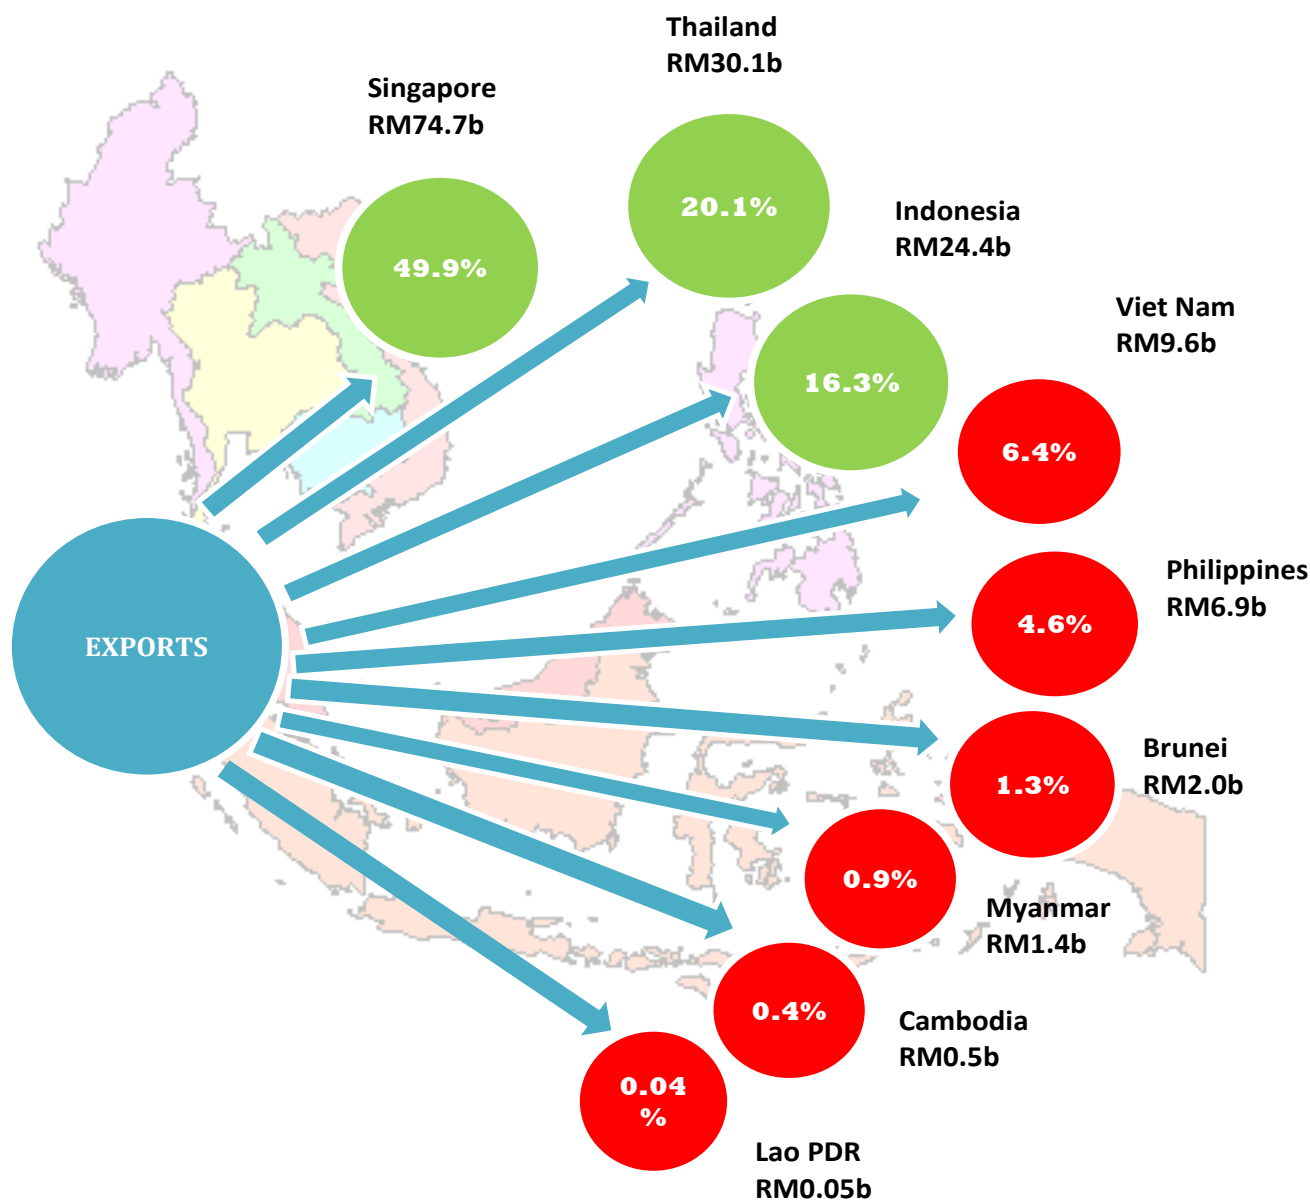 Thailand
RM30.1b
Singapore
RM74.7b
20.1%
Indonesia
RM24.4b
49.9%
Viet Nam
RM9.6b
16.3%
6.4%
Philippines
RM6.9b
4.6%
EXPORTS
Brunei
RM2.0b
1.3%
0.9%
Myanmar
RM1.4b
0.4%
Cambodia
RM0.5b
0.04
%
Lao PDR
RM0.05b